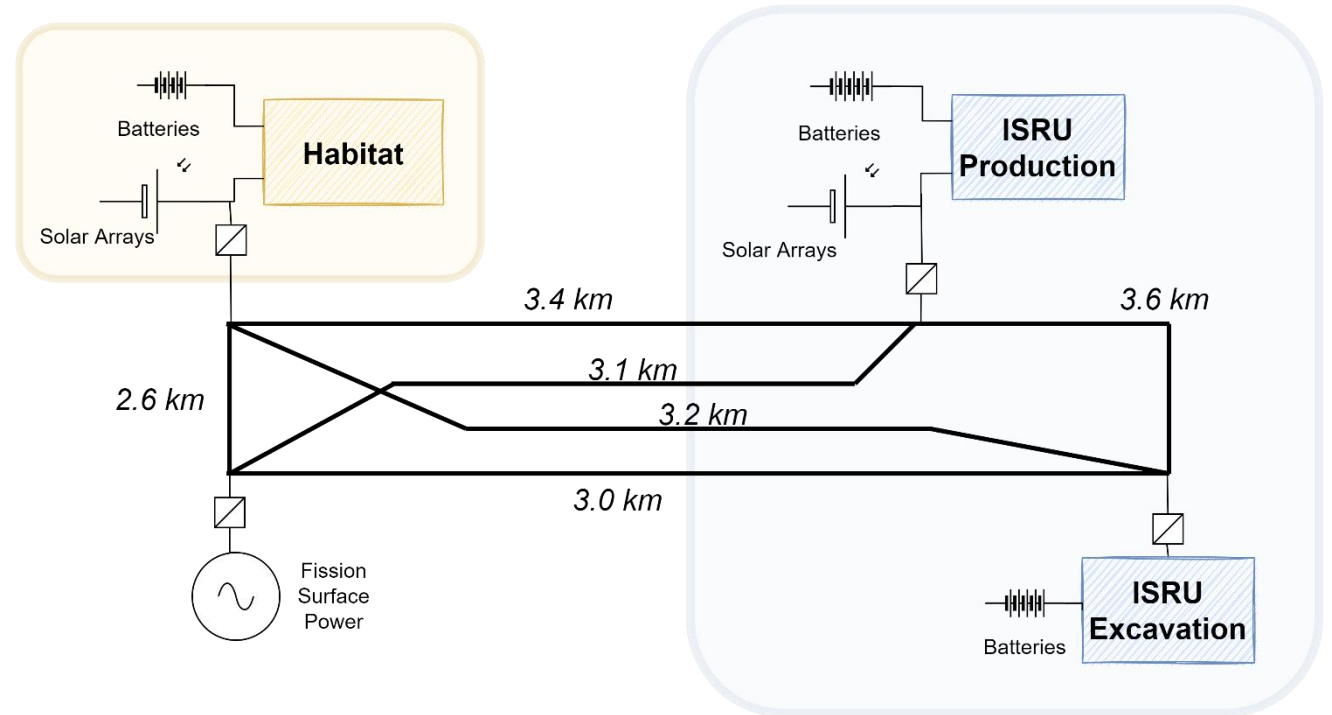 Batteries
Habitat
Solar Arrays
ISRU
Production
Batteries
Solar Arrays
3.4 km
3.6 km
3.1 km
2.6 km
3.2 km
3.0 km
Fission
Surface
Power
ISRU
Excavation
Batteries